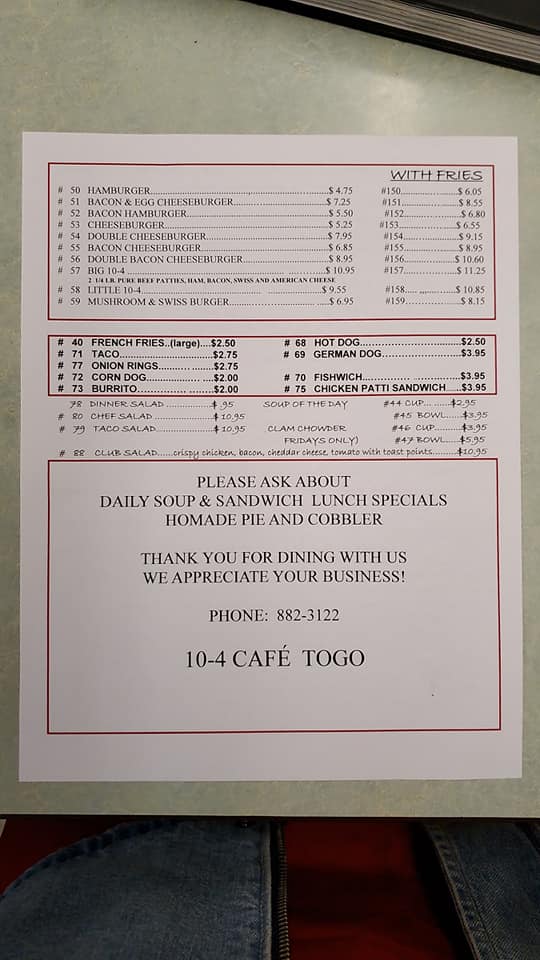 WITH FRIES
# 50 HAMBURGER.....$ 4.75 #150.....$ 6.05
# 51 BACON & EGG CHEESEBURGER.....$ 7.25 #151.....$ 8.55
# 52 BACON HAMBURGER.....$ 5.50 #152.....$ 6.80
# 53 CHEESEBURGER.....$ 5.25 #153.....$ 6.55
# 54 DOUBLE CHEESEBURGER.....$ 7.95 #154.....$ 9.15
# 55 BACON CHEESEBURGER.....$ 6.85 #155.....$ 8.95
# 56 DOUBLE BACON CHEESEBURGER.....$ 8.95 #156.....$ 10.60
# 57 BIG 10-4.....$ 10.95 #157.....$ 11.25
2 1/4 LB. PURE BEEF PATTIES, HAM, BACON, SWISS AND AMERICAN CHEESE
# 58 LITTLE 10-4.....$ 9.55 #158.....$ 10.85
# 59 MUSHROOM & SWISS BURGER.....$ 6.95 #159.....$ 8.15
# 40 FRENCH FRIES..(large)....$2.50 # 68 HOT DOG.....$2.50
# 71 TACO.....$2.75 # 69 GERMAN DOG.....$3.95
# 77 ONION RINGS.....$2.75
# 72 CORN DOG.....$2.00 # 70 FISHWICH.....$3.95
# 73 BURRITO.....$2.00 # 75 CHICKEN PATTI SANDWICH ....$3.95
78 DINNER SALAD.....$ .95 SOUP OF THE DAY #44 CUP.....$2.95
# 80 CHEF SALAD.....$ 10.95 #45 BOWL.....$3.95
# 79 TACO SALAD.....$ 10.95 CLAM CHOWDER #46 CUP.....$3.95
FRIDAYS ONLY) #47 BOWL.....$5.95
# 88 CLUB SALAD.....crispy chicken, bacon, cheddar cheese, tomato with toast points.....$10.95
PLEASE ASK ABOUT
DAILY SOUP & SANDWICH LUNCH SPECIALS
HOMADE PIE AND COBBLER
THANK YOU FOR DINING WITH US
WE APPRECIATE YOUR BUSINESS!
PHONE: 882-3122
10-4 CAFÉ TOGO